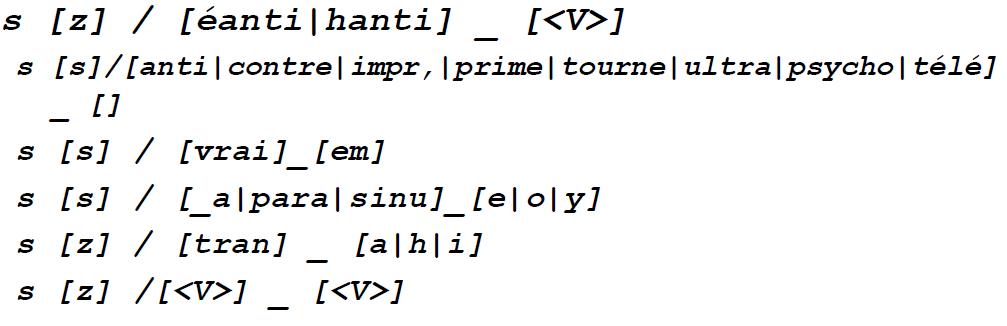 s [z] / [éanti|hanti] _ [<V>]
s [s]/[anti|contre|impr,|prime|tourne|ultra|psycho|télé]
_ []
s [s] / [vrai]_[em]
s [s] / [_a|para|sinu]_[e|o|y]
s [z] / [tran] _ [a|h|i]
s [z] /[<V>] _ [<V>]